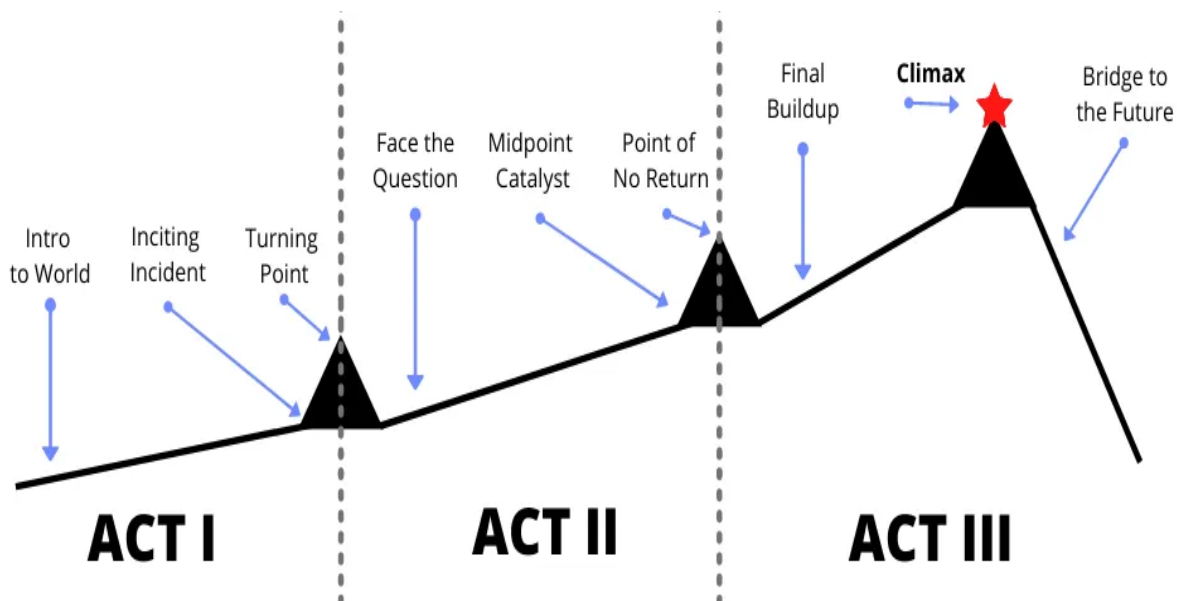 Intro
to World
Inciting
Incident
Turning
Point
Face the
Question
Midpoint
Catalyst
Point of
No Return
Final
Buildup
Climax
Bridge to
the Future
ACT I
ACT II
ACT III